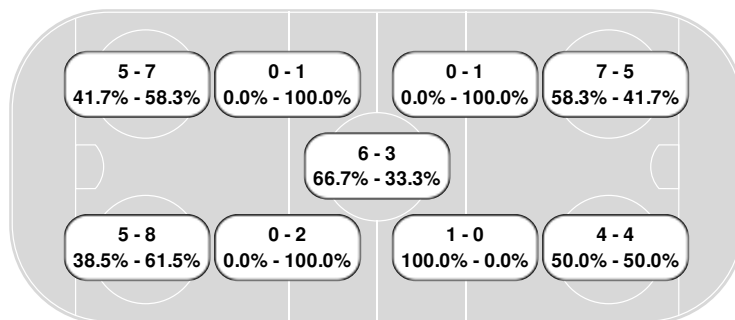 5 - 7
41.7% - 58.3%
0 - 1
0.0% - 100.0%
0 - 1
0.0% - 100.0%
7 - 5
58.3% - 41.7%
6 - 3
66.7% - 33.3%
5 - 8
38.5% - 61.5%
0 - 2
0.0% - 100.0%
1 - 0
100.0% - 0.0%
4 - 4
50.0% - 50.0%